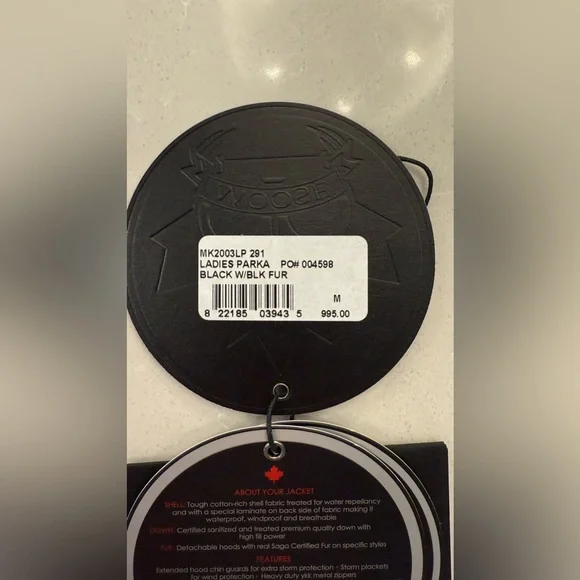 MOOSE
MK2003LP 291
LADIES PARKA PO# 004598
BLACK W/BLK FUR
M
8 22185 03943 5 995.00
ABOUT YOUR JACKET
SHELL: Tough cotton-rich shell fabric treated for water repellancy
and with a special laminate on back side of fabric making it
waterproof, windproof and breathable
DOWN: Certified sanitized and treated premium quality down with
high fill power
FUR: Detachable hoods with real Saga Certified Fur on specific styles
FEATURES
Extended hood chin guards for extra storm protection - Storm plackets
for wind protection - Heavy duty ykk metal zippers